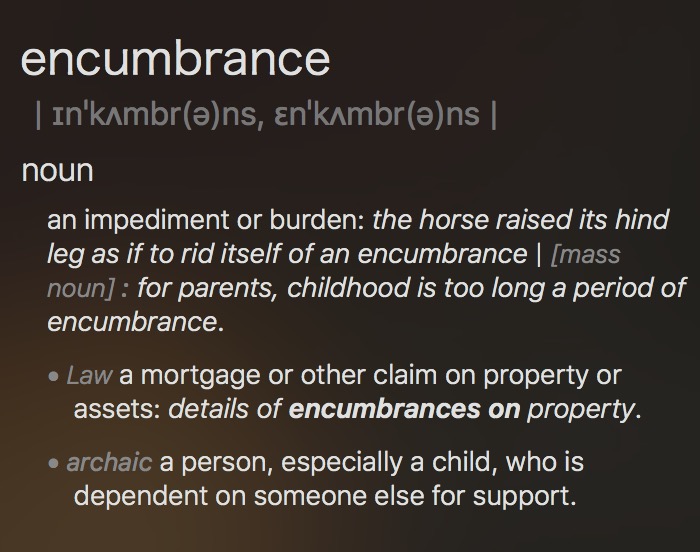 encumbrance
| ɪnˈkʌmbr(ə)ns, ɛnˈkʌmbr(ə)ns |
noun
an impediment or burden: the horse raised its hind
leg as if to rid itself of an encumbrance | [mass
noun] : for parents, childhood is too long a period of
encumbrance.
• Law a mortgage or other claim on property or
assets: details of encumbrances on property.
• archaic a person, especially a child, who is
dependent on someone else for support.